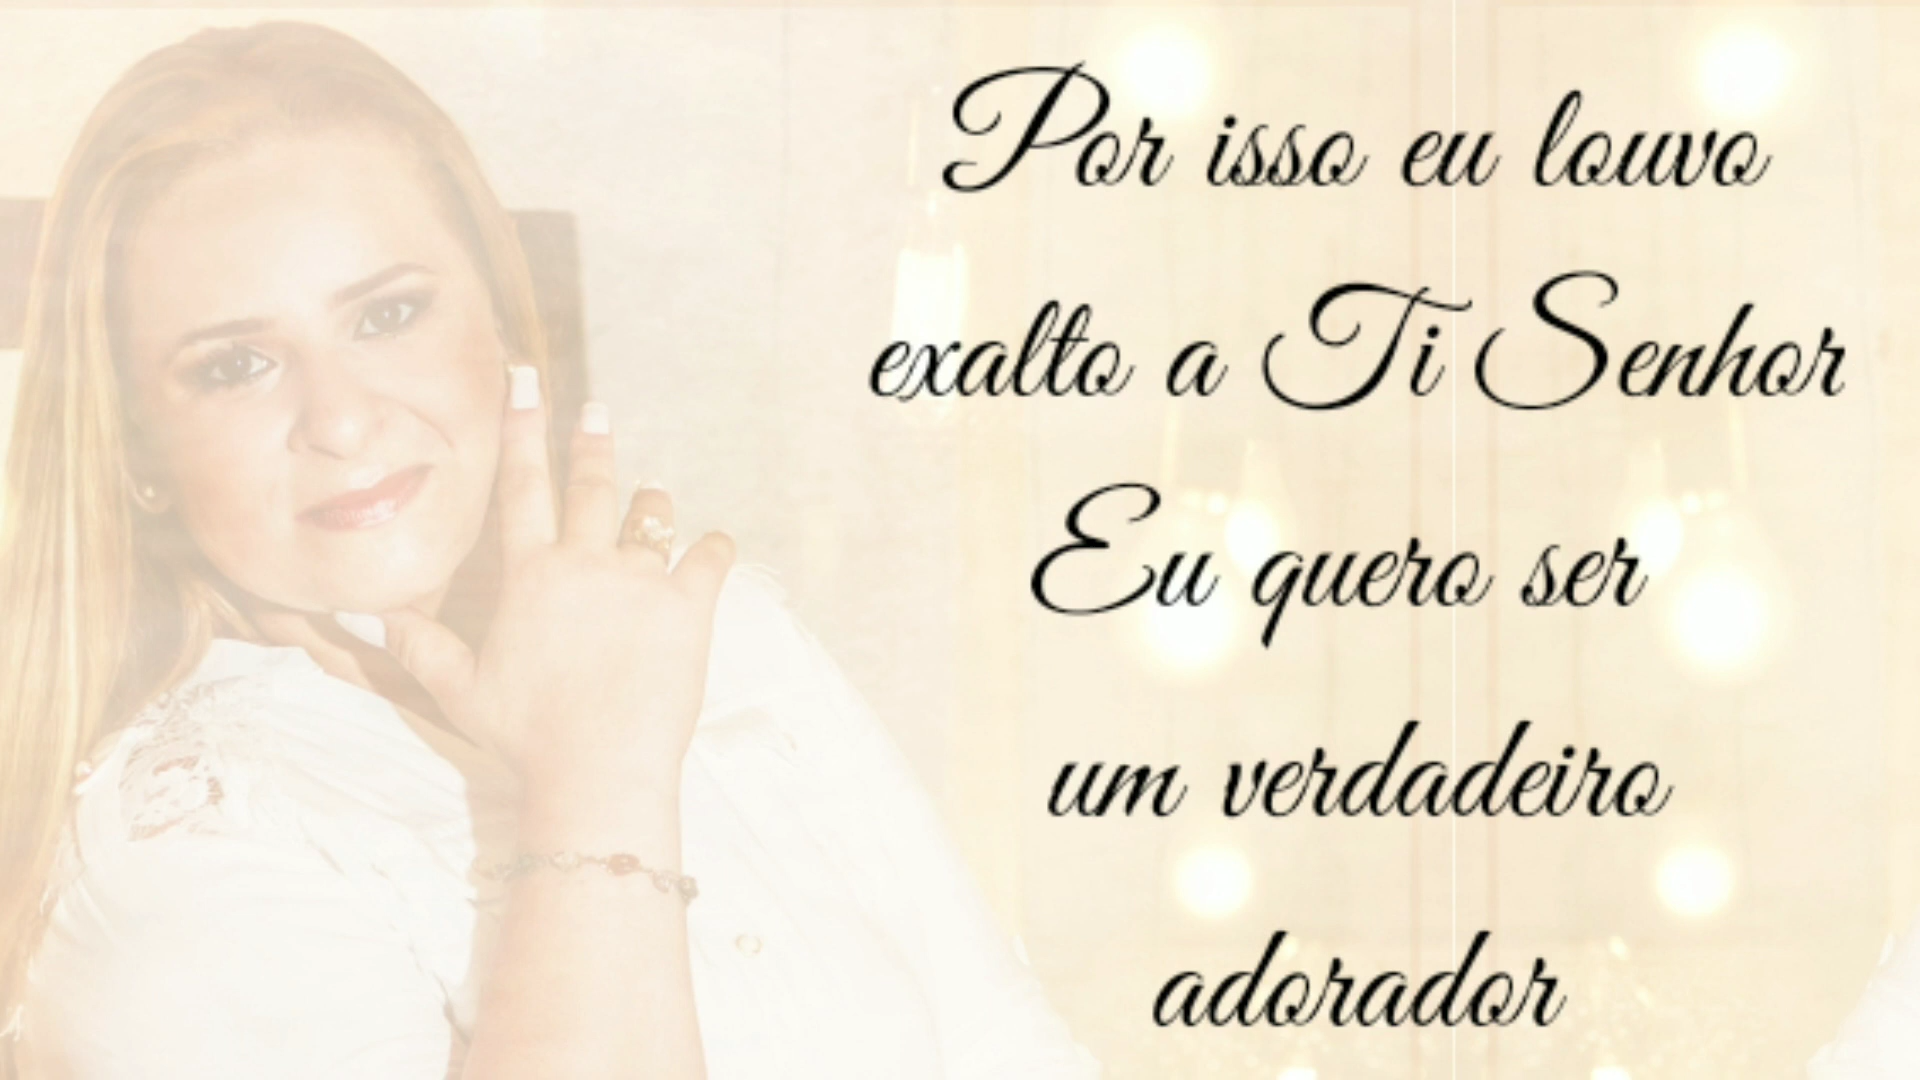 Por isso eu louvo
exalto a Ti Senhor
Eu quero ser
um verdadeiro
adorador